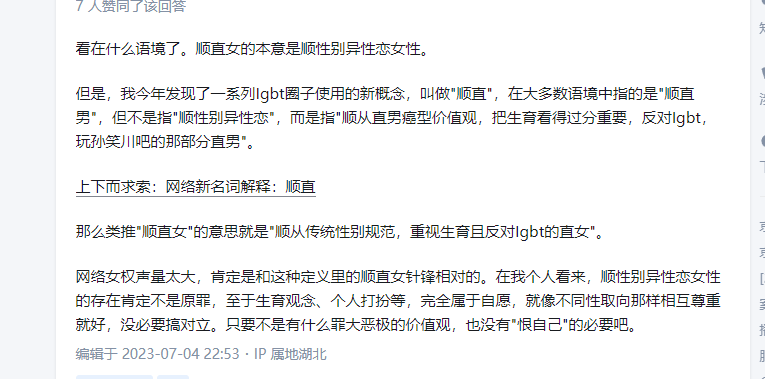 7 人赞同了该回答
看在什么语境了。顺直女的本意是顺性别异性恋女性。
但是，我今年发现了一系列lgbt圈子使用的新概念，叫做"顺直"，在大多数语境中指的是"顺直
男"，但不是指"顺性别异性恋"，而是指"顺从直男癌型价值观，把生育看得过分重要，反对lgbt，
玩孙笑川吧的那部分直男"。
上下而求索：网络新名词解释：顺直
那么类推"顺直女"的意思就是"顺从传统性别规范，重视生育且反对lgbt的直女"。
网络女权声量太大，肯定是和这种定义里的顺直女针锋相对的。在我个人看来，顺性别异性恋女性
的存在肯定不是原罪，至于生育观念、个人打扮等，完全属于自愿，就像不同性取向那样相互尊重
就好，没必要搞对立。只要不是有什么罪大恶极的价值观，也没有"恨自己"的必要吧。
编辑于 2023-07-04 22:53 · IP 属地湖北